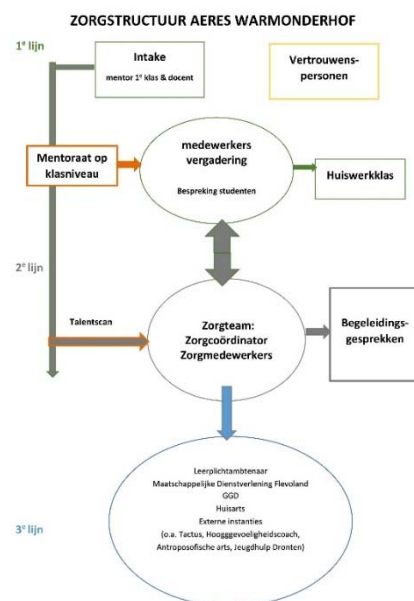 ZORGSTRUCTUUR AERES WARMONDERHOF
1e lijn
Intake
mentor 1e klas & docent
Vertrouwens-
personen
Mentoraat op
klasniveau
medewerkers
vergadering
Bespreking studenten
Huiswerkklas
2e lijn
Talentscan
Zorgteam:
Zorgcoördinator
Zorgmedewerkers
Begeleidings-
gesprekken
3e lijn
Leerplichtambtenaar
Maatschappelijke Dienstverlening Flevoland
GGD
Huisarts
Externe instanties
(o.a. Tactus, Hoogggevoeligheidscoach,
Antroposofische arts, Jeugdhulp Dronten)